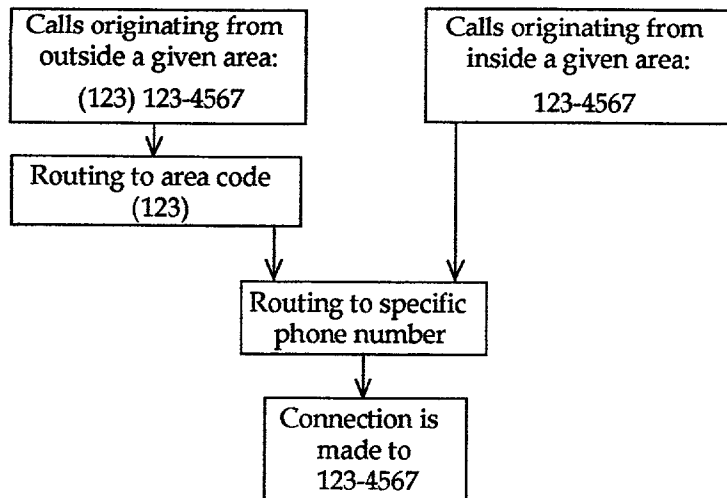 Calls originating from
outside a given area:
(123) 123-4567
Calls originating from
inside a given area:
123-4567
Routing to area code
(123)
Routing to specific
phone number
Connection is
made to
123-4567